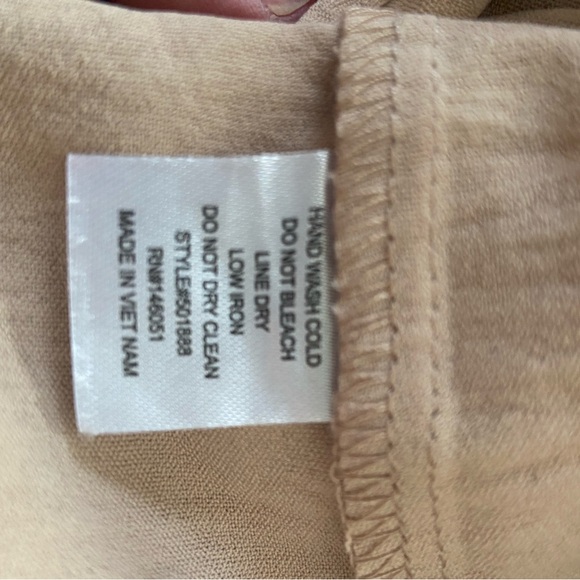 HAND WASH COLD
DO NOT BLEACH
LINE DRY
LOW IRON
DO NOT DRY CLEAN
STYLE#501888
RN#146051
MADE IN VIET NAM